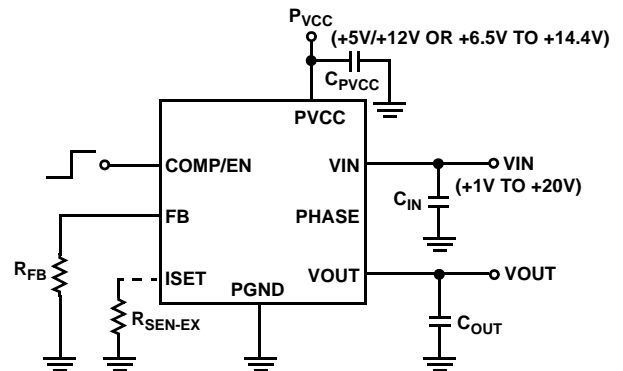 PVCC
(+5V/+12V OR +6.5V TO +14.4V)
CPVCC
PVCC
COMP/EN
VIN
VIN
(+1V TO +20V)
CIN
FB
PHASE
RFB
ISET
VOUT
VOUT
PGND
RSEN-EX
COUT